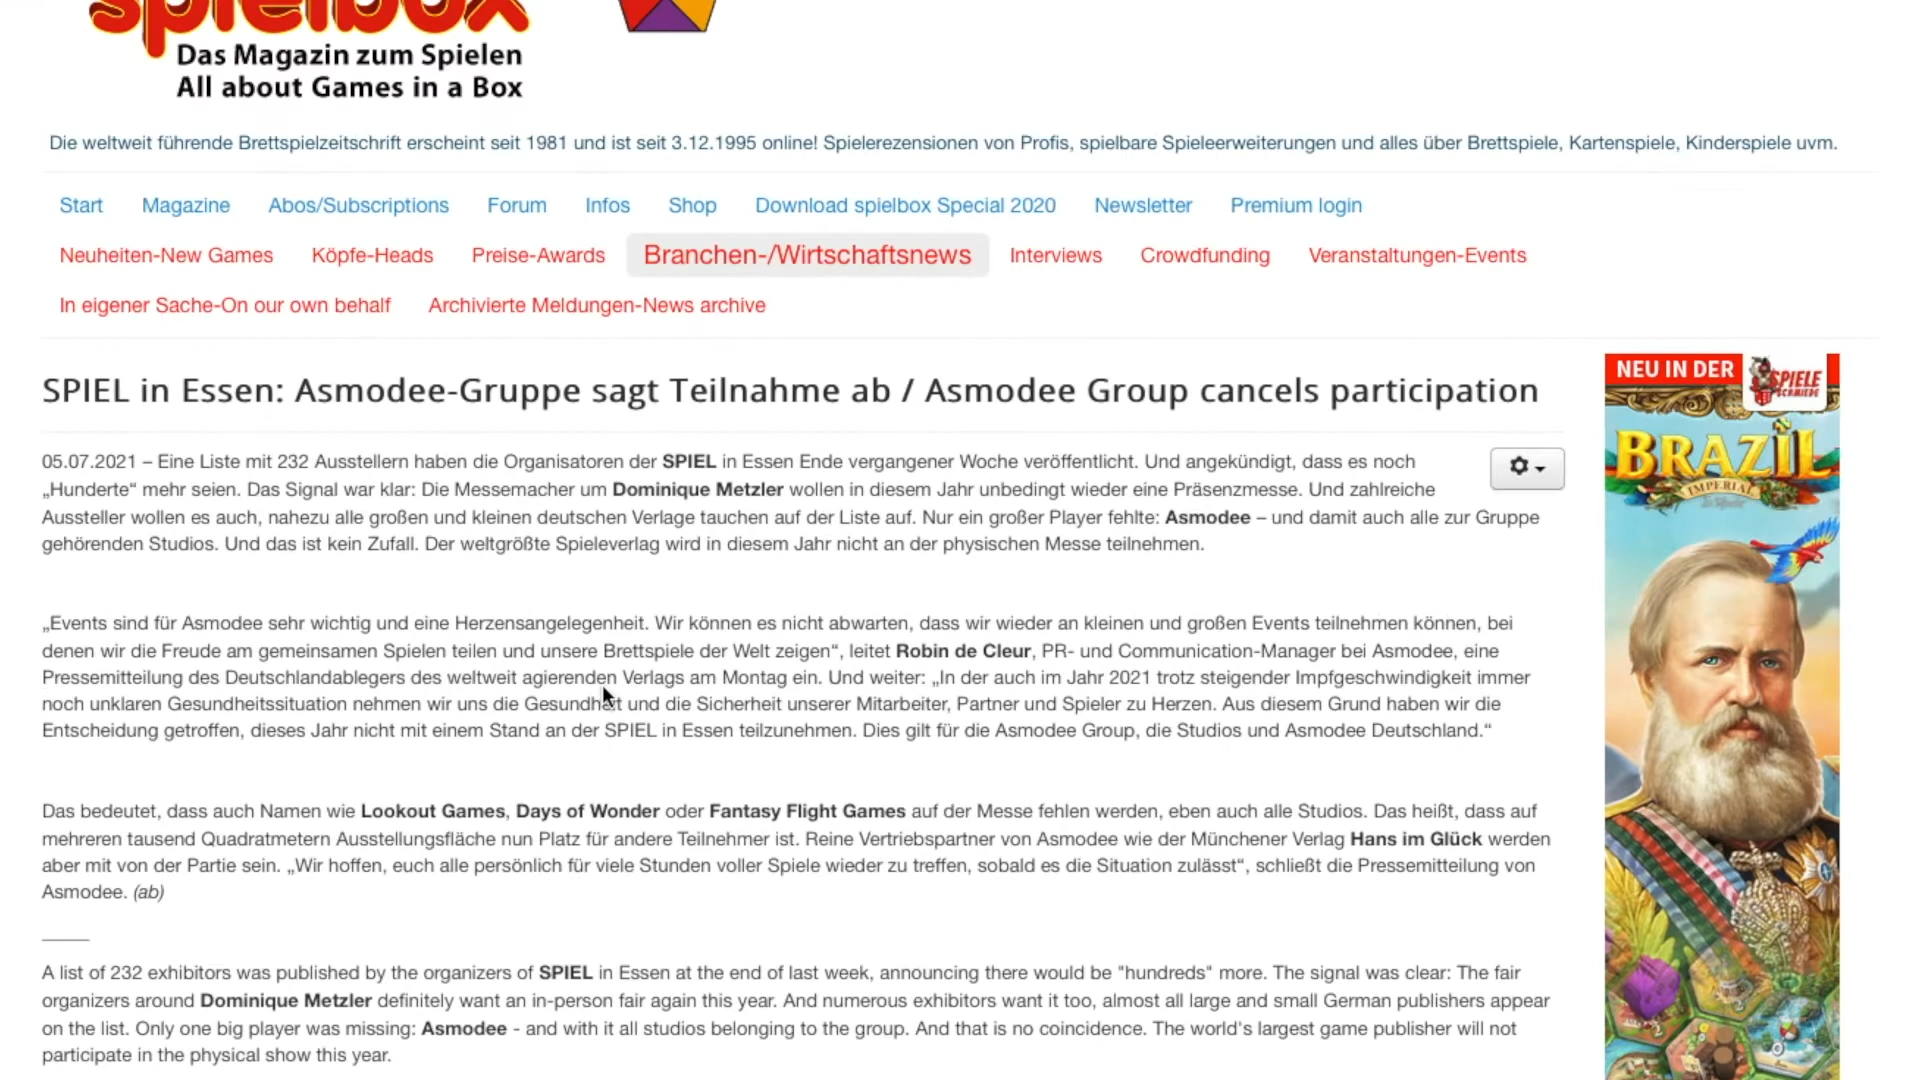 spielbox
Das Magazin zum Spielen
All about Games in a Box
Die weltweit führende Brettspielzeitschrift erscheint seit 1981 und ist seit 3.12.1995 online! Spielerezensionen von Profis, spielbare Spieleerweiterungen und alles über Brettspiele, Kartenspiele, Kinderspiele uvm.
Start Magazine Abos/Subscriptions Forum Infos Shop Download spielbox Special 2020 Newsletter Premium login
Neuheiten-New Games Köpfe-Heads Preise-Awards Branchen-/Wirtschaftsnews Interviews Crowdfunding Veranstaltungen-Events
In eigener Sache-On our own behalf Archivierte Meldungen-News archive
SPIEL in Essen: Asmodee-Gruppe sagt Teilnahme ab / Asmodee Group cancels participation
05.07.2021 – Eine Liste mit 232 Ausstellern haben die Organisatoren der SPIEL in Essen Ende vergangener Woche veröffentlicht. Und angekündigt, dass es noch
„Hunderte“ mehr seien. Das Signal war klar: Die Messemacher um Dominique Metzler wollen in diesem Jahr unbedingt wieder eine Präsenzmesse. Und zahlreiche
Aussteller wollen es auch, nahezu alle großen und kleinen deutschen Verlage tauchen auf der Liste auf. Nur ein großer Player fehlte: Asmodee – und damit auch alle zur Gruppe
gehörenden Studios. Und das ist kein Zufall. Der weltgrößte Spieleverlag wird in diesem Jahr nicht an der physischen Messe teilnehmen.
„Events sind für Asmodee sehr wichtig und eine Herzensangelegenheit. Wir können es nicht abwarten, dass wir wieder an kleinen und großen Events teilnehmen können, bei
denen wir die Freude am gemeinsamen Spielen teilen und unsere Brettspiele der Welt zeigen“, leitet Robin de Cleur, PR- und Communication-Manager bei Asmodee, eine
Pressemitteilung des Deutschlandablegers des weltweit agierenden Verlags am Montag ein. Und weiter: „In der auch im Jahr 2021 trotz steigender Impfgeschwindigkeit immer
noch unklaren Gesundheitssituation nehmen wir uns die Gesundheit und die Sicherheit unserer Mitarbeiter, Partner und Spieler zu Herzen. Aus diesem Grund haben wir die
Entscheidung getroffen, dieses Jahr nicht mit einem Stand an der SPIEL in Essen teilzunehmen. Dies gilt für die Asmodee Group, die Studios und Asmodee Deutschland.“
Das bedeutet, dass auch Namen wie Lookout Games, Days of Wonder oder Fantasy Flight Games auf der Messe fehlen werden, eben auch alle Studios. Das heißt, dass auf
mehreren tausend Quadratmetern Ausstellungsfläche nun Platz für andere Teilnehmer ist. Reine Vertriebspartner von Asmodee wie der Münchener Verlag Hans im Glück werden
aber mit von der Partie sein. „Wir hoffen, euch alle persönlich für viele Stunden voller Spiele wieder zu treffen, sobald es die Situation zulässt“, schließt die Pressemitteilung von
Asmodee. (ab)
A list of 232 exhibitors was published by the organizers of SPIEL in Essen at the end of last week, announcing there would be "hundreds" more. The signal was clear: The fair
organizers around Dominique Metzler definitely want an in-person fair again this year. And numerous exhibitors want it too, almost all large and small German publishers appear
on the list. Only one big player was missing: Asmodee - and with it all studios belonging to the group. And that is no coincidence. The world's largest game publisher will not
participate in the physical show this year.
NEU IN DER
SPIELE
SCHMIEDE
BRAZIL
IMPERIAL